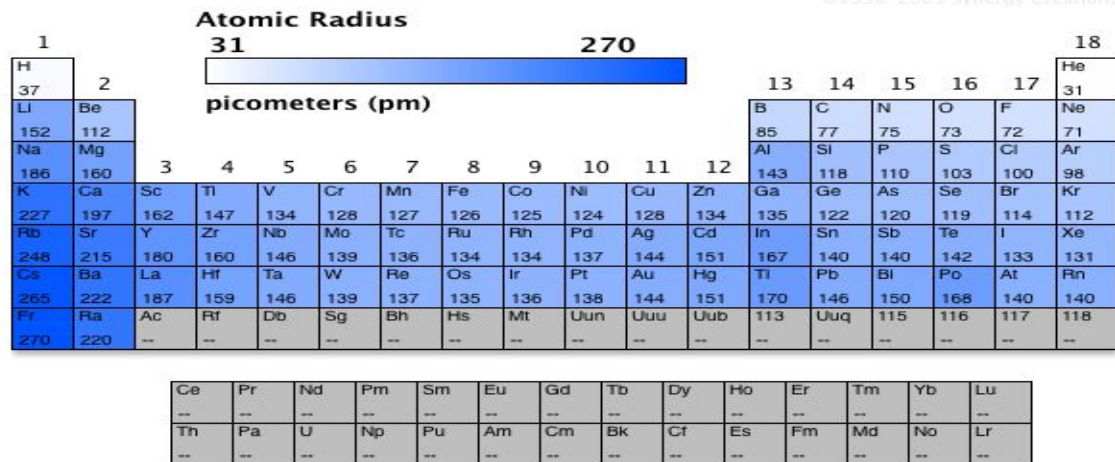 Atomic Radius
1 31 270 18
H He
37 2 13 14 15 16 17 31
picometers (pm)
Li Be B C N O F Ne
152 112 85 77 75 73 72 71
Na Mg Al Si P S Cl Ar
186 160 3 4 5 6 7 8 9 10 11 12 143 118 110 103 100 98
K Ca Sc Ti V Cr Mn Fe Co Ni Cu Zn Ga Ge As Se Br Kr
227 197 162 147 134 128 127 126 125 124 128 134 135 122 120 119 114 112
Rb Sr Y Zr Nb Mo Tc Ru Rh Pd Ag Cd In Sn Sb Te I Xe
248 215 180 160 146 139 136 134 134 137 144 151 167 140 140 142 133 131
Cs Ba La Hf Ta W Re Os Ir Pt Au Hg Tl Pb Bi Po At Rn
265 222 187 159 146 139 137 135 136 138 144 151 170 146 150 168 140 140
Fr Ra Ac Rf Db Sg Bh Hs Mt Uun Uuu Uub 113 Uuq 115 116 117 118
270 220 -- -- -- -- -- -- -- -- -- -- -- -- -- -- -- --
Ce Pr Nd Pm Sm Eu Gd Tb Dy Ho Er Tm Yb Lu
-- -- -- -- -- -- -- -- -- -- -- -- -- --
Th Pa U Np Pu Am Cm Bk Cf Es Fm Md No Lr
-- -- -- -- -- -- -- -- -- -- -- -- -- --